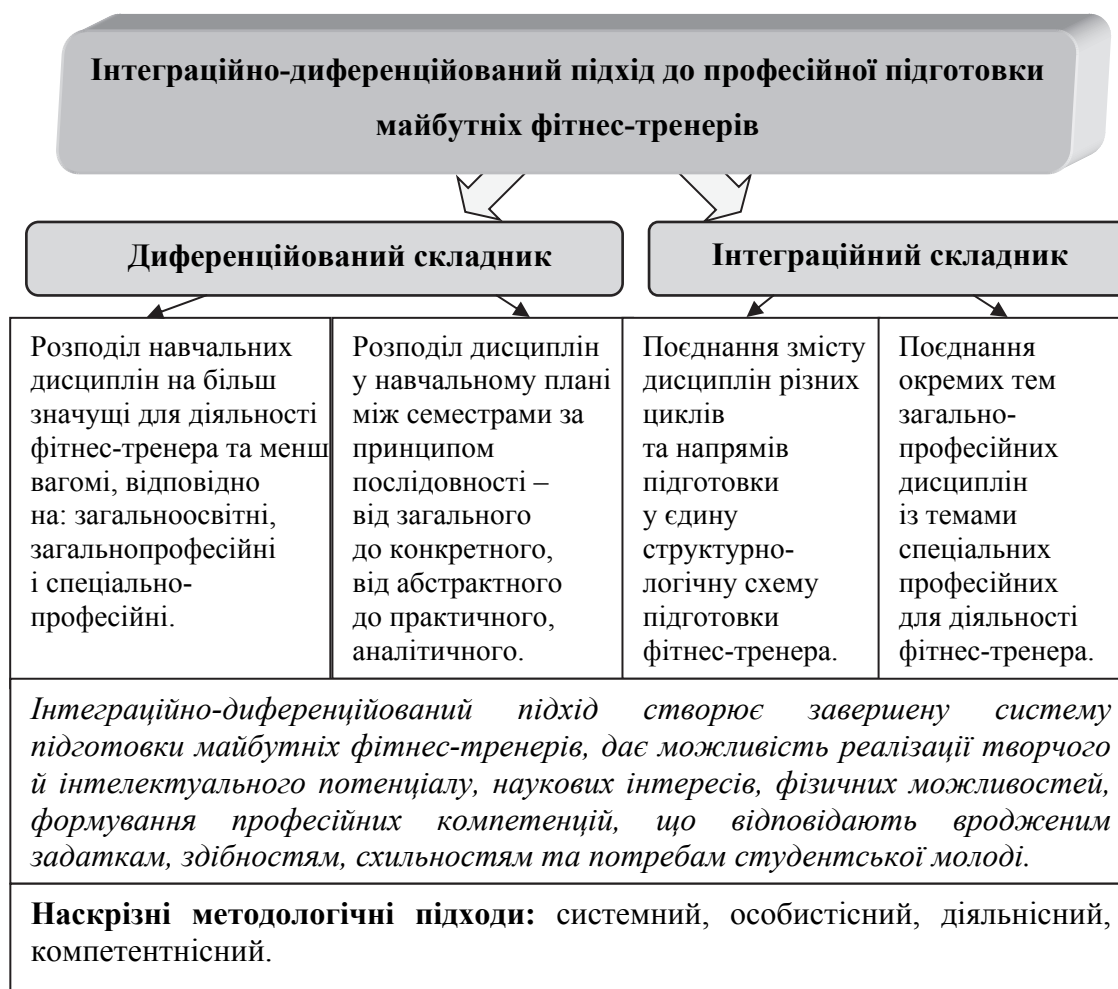 Інтеграційно-диференційований підхід до професійної підготовки
майбутніх фітнес-тренерів
Диференційований складник
Інтеграційний складник
Розподіл навчальних
дисциплін на більш
значущі для діяльності
фітнес-тренера та менш
вагомі, відповідно
на: загальноосвітні,
загальнопрофесійні
і спеціально-
професійні.
Розподіл дисциплін
у навчальному плані
між семестрами за
принципом
послідовності –
від загального
до конкретного,
від абстрактного
до практичного,
аналітичного.
Поєднання змісту
дисциплін різних
циклів
та напрямів
підготовки
у єдину
структурно-
логічну схему
підготовки
фітнес-тренера.
Поєднання
окремих тем
загально-
професійних
дисциплін
із темами
спеціальних
професійних
для діяльності
фітнес-тренера.
Інтеграційно-диференційований підхід створює завершену систему
підготовки майбутніх фітнес-тренерів, дає можливість реалізації творчого
й інтелектуального потенціалу, наукових інтересів, фізичних можливостей,
формування професійних компетенцій, що відповідають вродженим
задаткам, здібностям, схильностям та потребам студентської молоді.
Наскрізні методологічні підходи: системний, особистісний, діяльнісний,
компетентнісний.